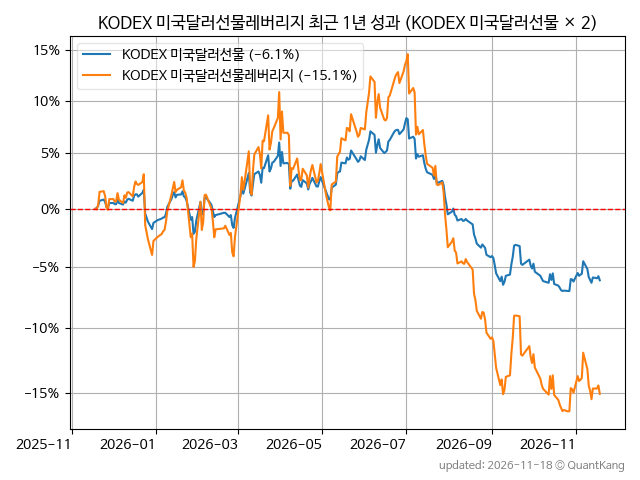 KODEX 미국달러선물레버리지 최근 1년 성과 (KODEX 미국달러선물 × 2)
KODEX 미국달러선물 (-6.1%)
KODEX 미국달러선물레버리지 (-15.1%)
15%
10%
5%
0%
−5%
−10%
−15%
2025-11 2026-01 2026-03 2026-05 2026-07 2026-09 2026-11
updated: 2026-11-18 © QuantKang